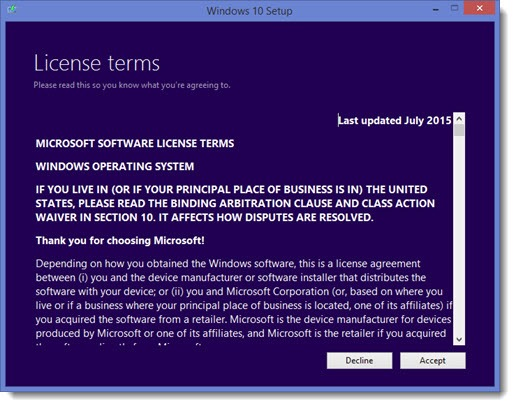 Windows 10 Setup
License terms
Please read this so you know what you're agreeing to.
Last updated July 2015
MICROSOFT SOFTWARE LICENSE TERMS
WINDOWS OPERATING SYSTEM
IF YOU LIVE IN (OR IF YOUR PRINCIPAL PLACE OF BUSINESS IS IN) THE UNITED
STATES, PLEASE READ THE BINDING ARBITRATION CLAUSE AND CLASS ACTION
WAIVER IN SECTION 10. IT AFFECTS HOW DISPUTES ARE RESOLVED.
Thank you for choosing Microsoft!
Depending on how you obtained the Windows software, this is a license agreement
between (i) you and the device manufacturer or software installer that distributes the
software with your device; or (ii) you and Microsoft Corporation (or, based on where you
live or if a business where your principal place of business is located, one of its affiliates) if
you acquired the software from a retailer. Microsoft is the device manufacturer for devices
produced by Microsoft or one of its affiliates, and Microsoft is the retailer if you acquired
Decline Accept